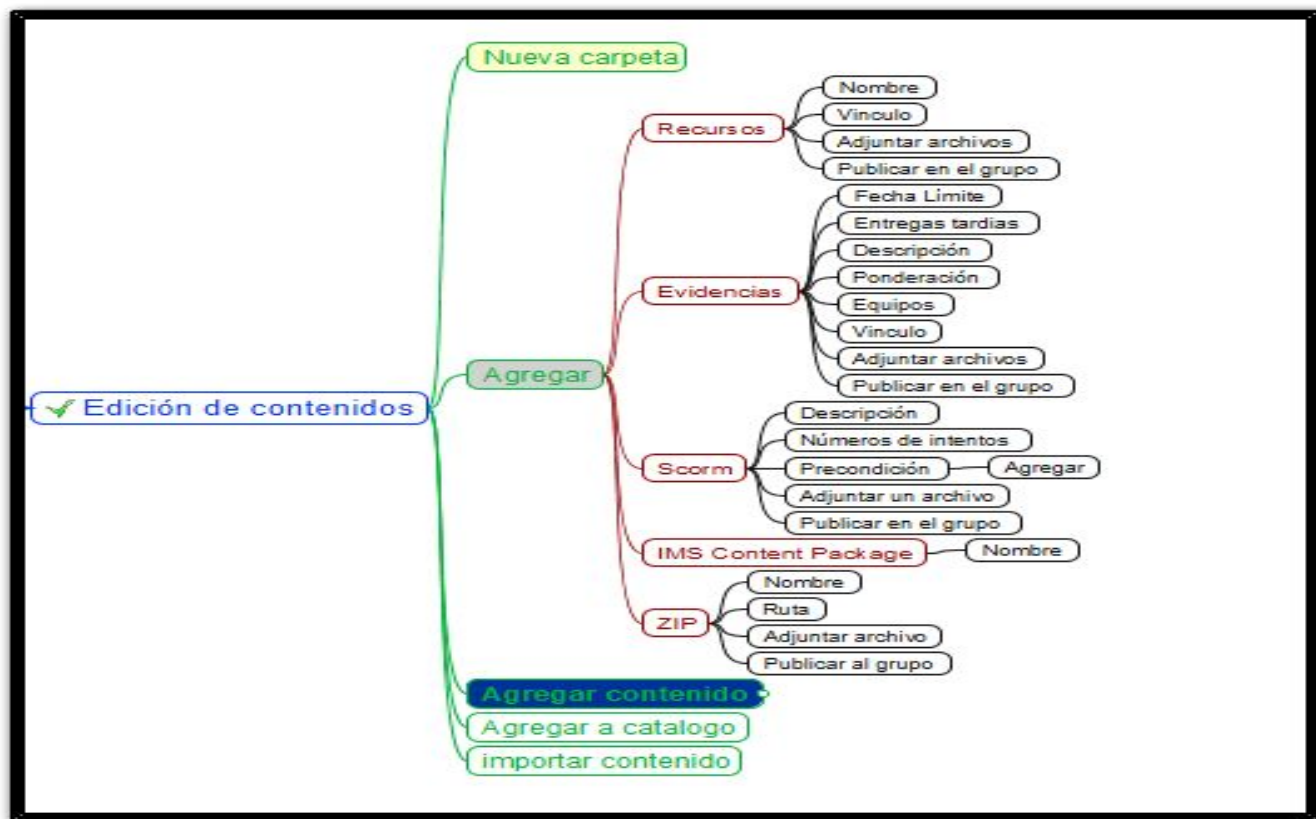 Nueva carpeta
Nombre
Vinculo
Recursos
Adjuntar archivos
Publicar en el grupo
Fecha Límite
Entregas tardias
Descripción
Ponderación
Evidencias
Equipos
Vinculo
Adjuntar archivos
Publicar en el grupo
Agregar
Edición de contenidos
Descripción
Números de intentos
Scorm
Precondición
Agregar
Adjuntar un archivo
Publicar en el grupo
IMS Content Package
Nombre
Nombre
Ruta
ZIP
Adjuntar archivo
Publicar al grupo
Agregar contenido
Agregar a catalogo
importar contenido